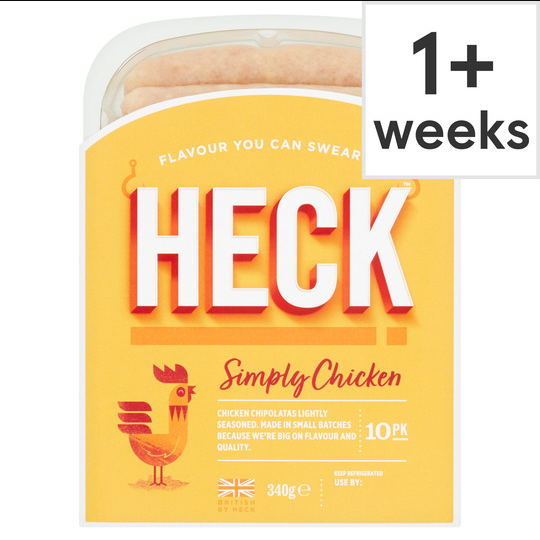 1+
weeks
FLAVOUR YOU CAN SWEAR
HECK
Simply Chicken
CHICKEN CHIPOLATAS LIGHTLY
SEASONED. MADE IN SMALL BATCHES
BECAUSE WE'RE BIG ON FLAVOUR AND
QUALITY.
10PK
KEEP REFRIGERATED
USE BY:
340g℮
BRITISH
BY HECK